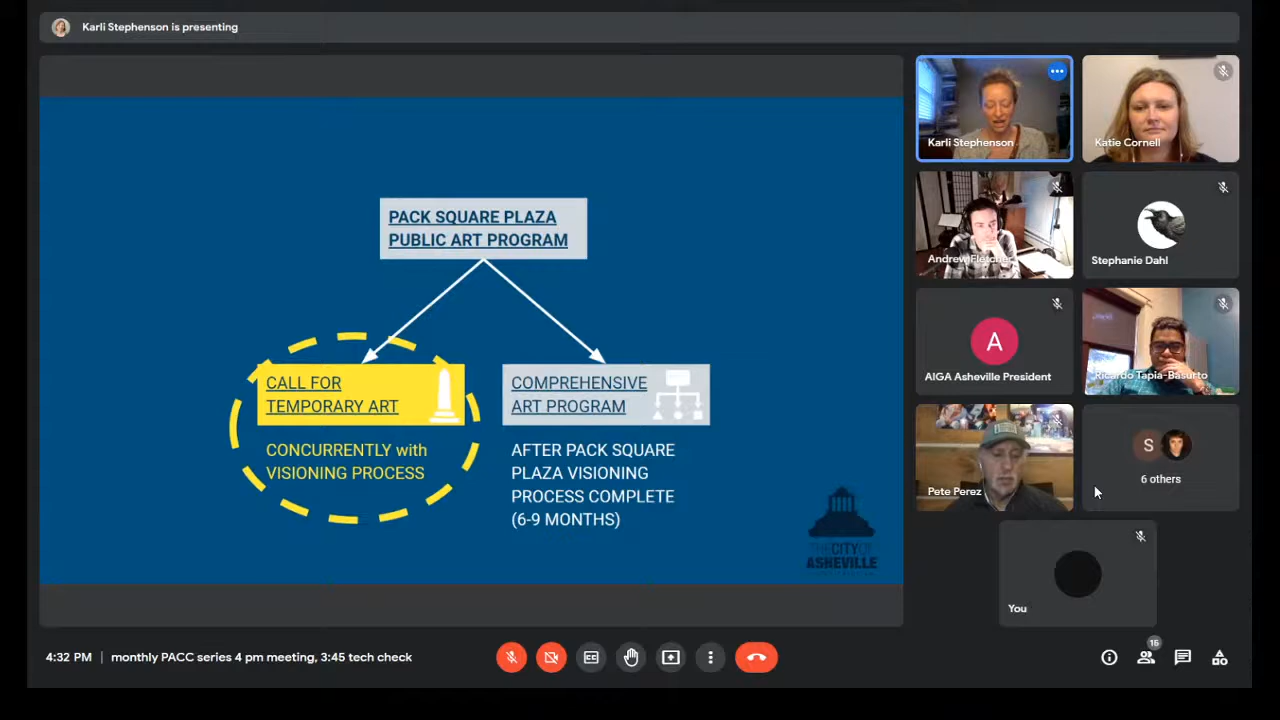 Karli Stephenson is presenting
PACK SQUARE PLAZA
PUBLIC ART PROGRAM
CALL FOR
TEMPORARY ART
CONCURRENTLY with
VISIONING PROCESS
COMPREHENSIVE
ART PROGRAM
AFTER PACK SQUARE
PLAZA VISIONING
PROCESS COMPLETE
(6-9 MONTHS)
THE CITY OF
ASHEVILLE
Karli Stephenson
Katie Cornell
Andrew Fletcher
Stephanie Dahl
A
AIGA Asheville President
Ricardo Tapia-Basurto
Pete Perez
S
6 others
You
4:32 PM | monthly PACC series 4 pm meeting, 3:45 tech check
15